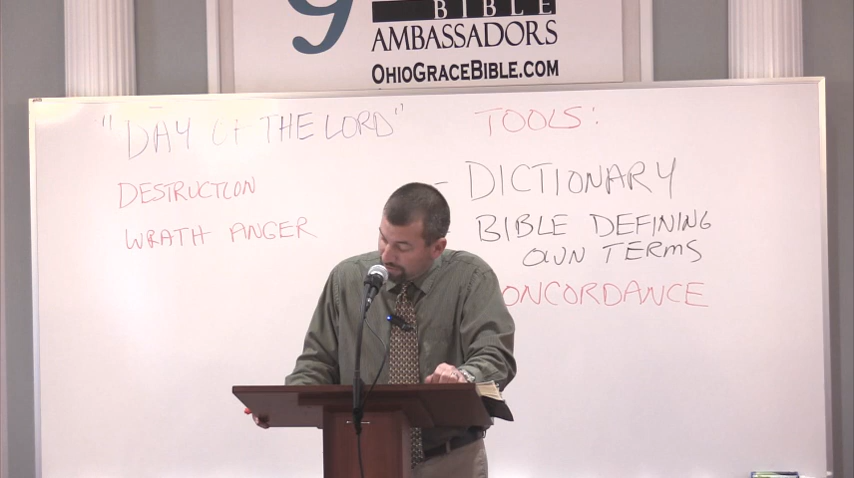 BIBLE
AMBASSADORS
OHIOGRACEBIBLE.COM
"DAY OF THE LORD"
DESTRUCTION
WRATH ANGER
TOOLS:
- DICTIONARY
BIBLE DEFINING
OWN TERMS
CONCORDANCE